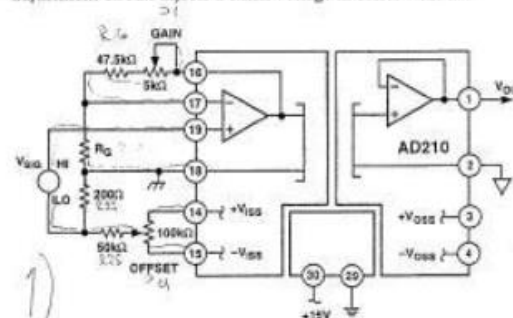 GAIN
47.5kΩ
5kΩ
16
17
19
18
14
15
RG
VSIG
HI
LO
200Ω
50kΩ
100kΩ
OFFSET
+VISS
-VISS
AD210
1
2
3
4
+VOSS
-VOSS
30
29
+15V
1)